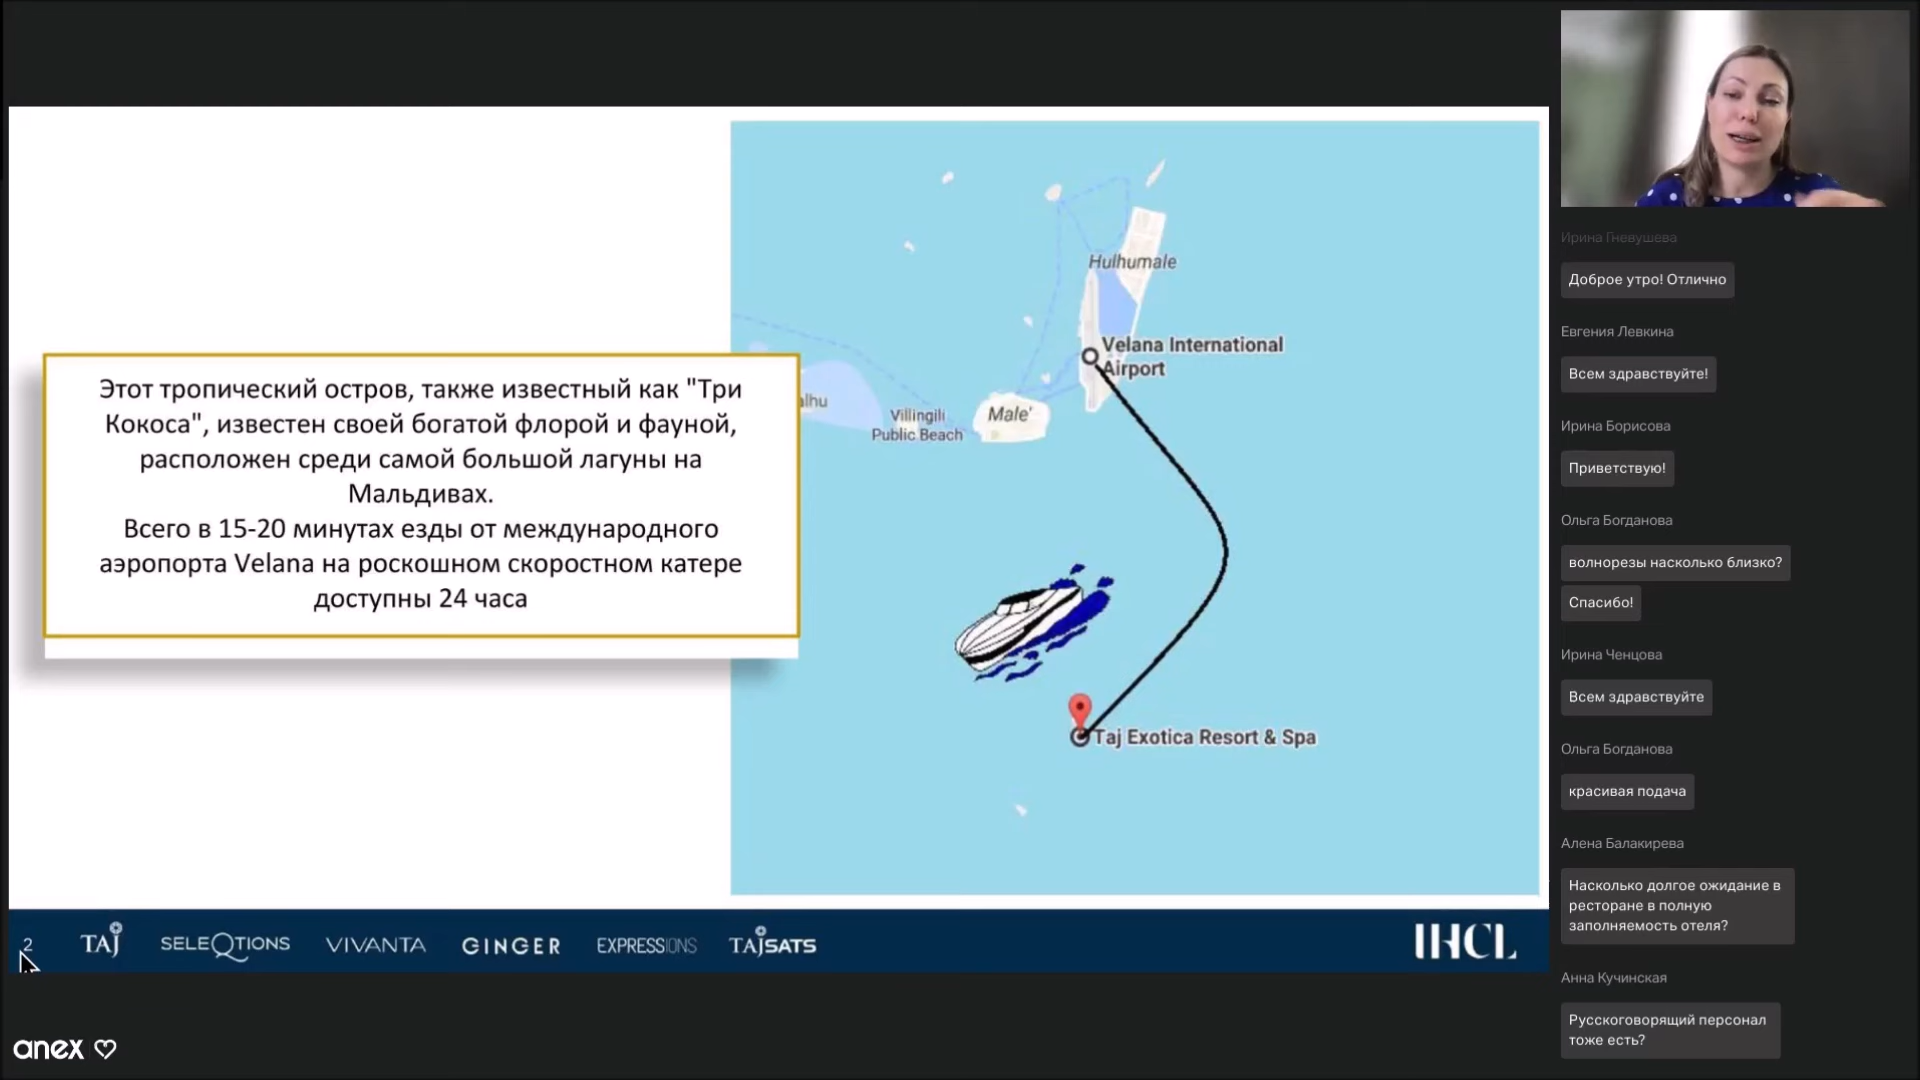 Этот тропический остров, также известный как "Три
Кокоса", известен своей богатой флорой и фауной,
расположен среди самой большой лагуны на
Мальдивах.
Всего в 15-20 минутах езды от международного
аэропорта Velana на роскошном скоростном катере
доступны 24 часа
Hulhumale
Velana International
Airport
alhu
Villingili
Public Beach
Male'
Taj Exotica Resort & Spa
2
TAJ
SELEQTIONS
VIVANTA
GINGER
EXPRESSIONS
TAJSATS
IHCL
anex
Ирина Гневушева
Доброе утро! Отлично
Евгения Левкина
Всем здравствуйте!
Ирина Борисова
Приветствую!
Ольга Богданова
волнорезы насколько близко?
Спасибо!
Ирина Ченцова
Всем здравствуйте
Ольга Богданова
красивая подача
Алена Балакирева
Насколько долгое ожидание в
ресторане в полную
заполняемость отеля?
Анна Кучинская
Русскоговорящий персонал
тоже есть?